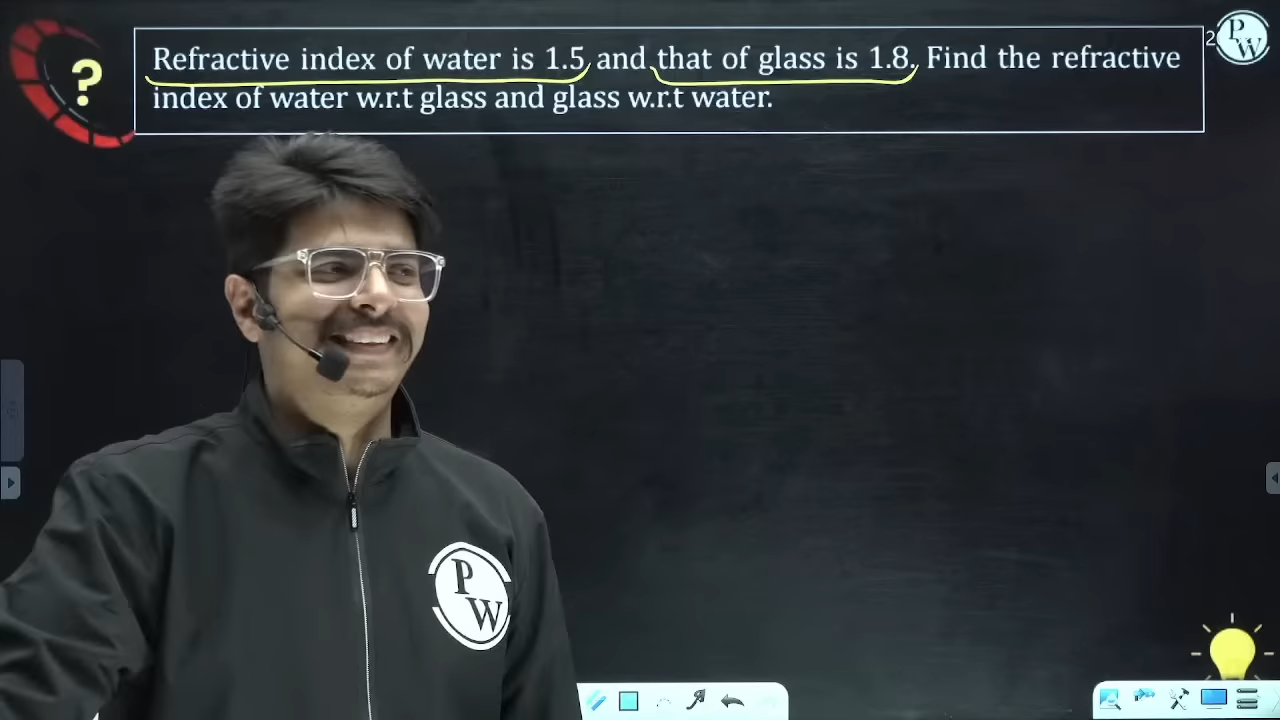 Refractive index of water is 1.5 and that of glass is 1.8. Find the refractive
index of water w.r.t glass and glass w.r.t water.
?
2
P
W
P
W